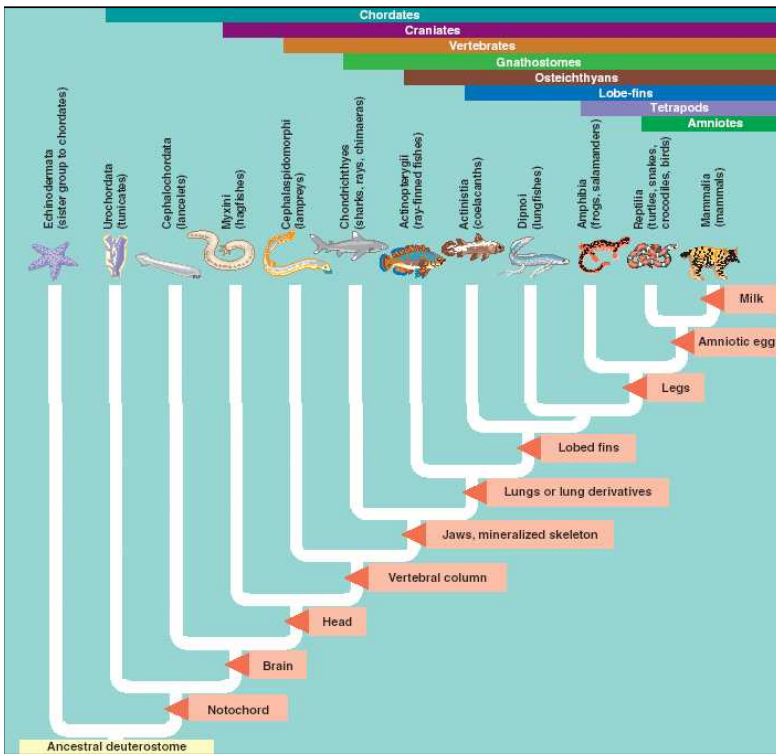 Chordates
Craniates
Vertebrates
Gnathostomes
Osteichthyans
Lobe-fins
Tetrapods
Amniotes
Echinodermata
(sister group to chordates)
Urochordata
(tunicates)
Cephalochordata
(lancelets)
Myxini
(hagfishes)
Cephalaspidomorphi
(lampreys)
Chondrichthyes
(sharks, rays, chimaeras)
Actinopterygii
(ray-finned fishes)
Actinistia
(coelacanths)
Dipnoi
(lungfishes)
Amphibia
(frogs, salamanders)
Reptilia
(turtles, snakes,
crocodiles, birds)
Mammalia
(mammals)
Milk
Amniotic egg
Legs
Lobed fins
Lungs or lung derivatives
Jaws, mineralized skeleton
Vertebral column
Head
Brain
Notochord
Ancestral deuterostome